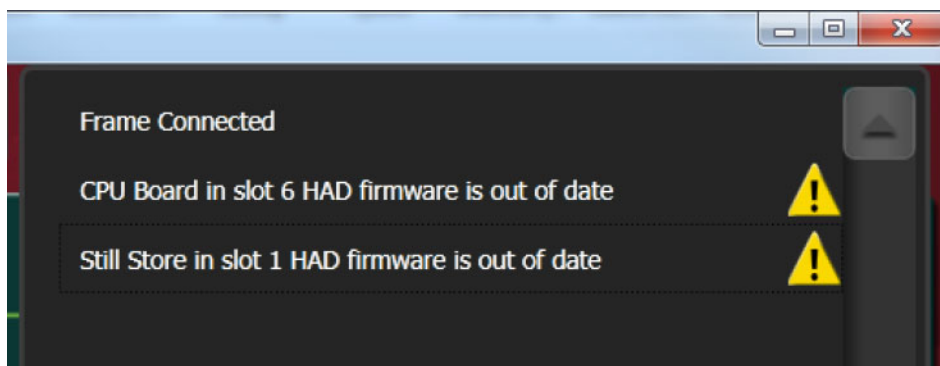 Frame Connected
CPU Board in slot 6 HAD firmware is out of date
Still Store in slot 1 HAD firmware is out of date